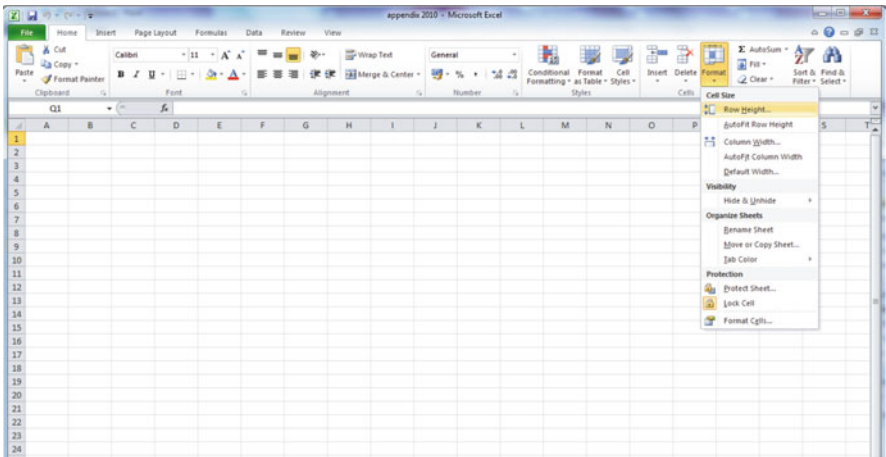 appendix 2010 - Microsoft Excel
File Home Insert Page Layout Formulas Data Review View
Cut
Copy
Format Painter
Paste
Clipboard
Calibri 11
B I U
Font
Wrap Text
Merge & Center
Alignment
General
% ,
Number
Conditional Formatting
Format as Table
Cell Styles
Styles
Insert Delete Format
Cells
Σ AutoSum
Fill
Clear
Sort & Filter
Find & Select
Q1 fx
A B C D E F G H I J K L M N O P S T
Cell Size
Row Height...
AutoFit Row Height
Column Width...
AutoFit Column Width
Default Width...
Visibility
Hide & Unhide
Organize Sheets
Rename Sheet
Move or Copy Sheet...
Tab Color
Protection
Protect Sheet...
Lock Cell
Format Cells...
1
2
3
4
5
6
7
8
9
10
11
12
13
14
15
16
17
18
19
20
21
22
23
24